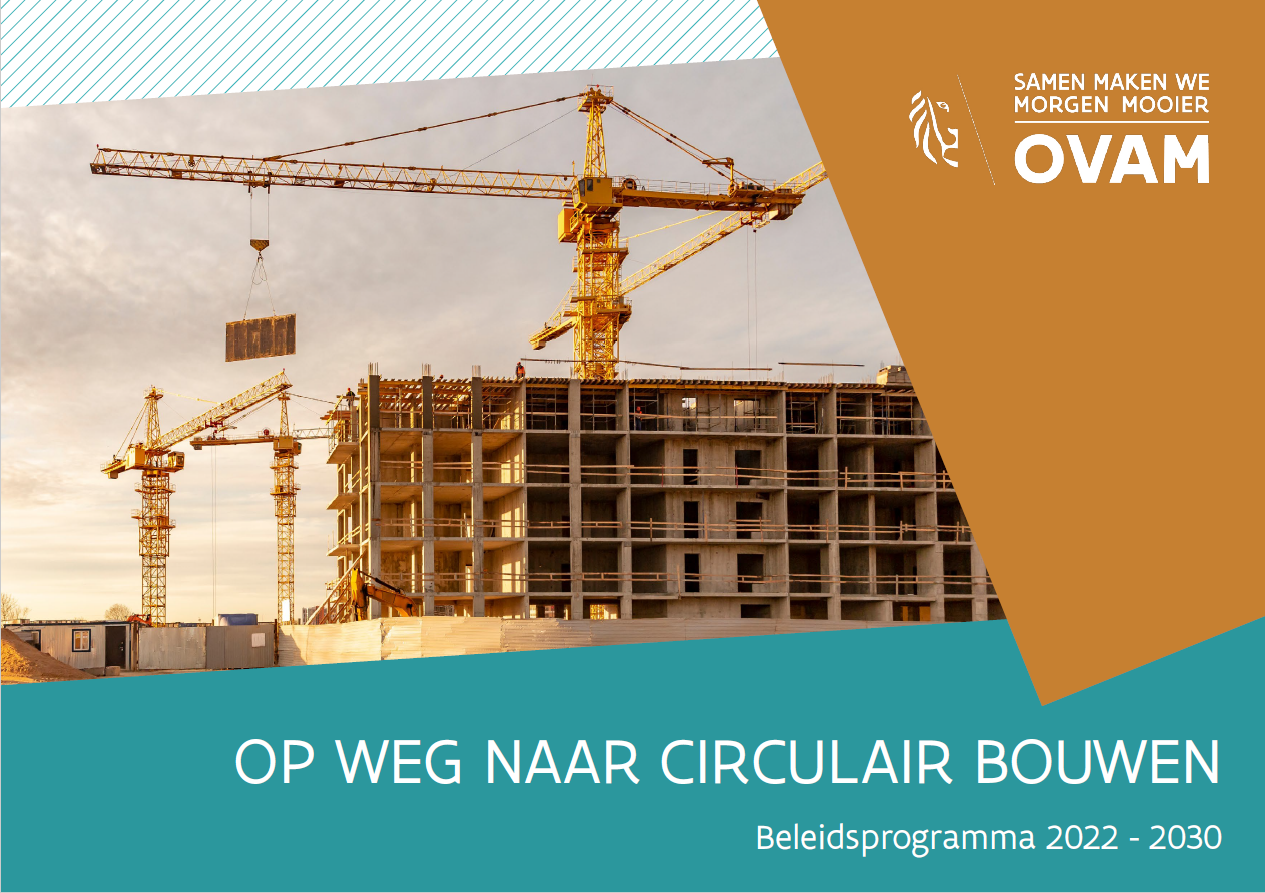 SAMEN MAKEN WE
MORGEN MOOIER
OVAM
OP WEG NAAR CIRCULAIR BOUWEN
Beleidsprogramma 2022 - 2030